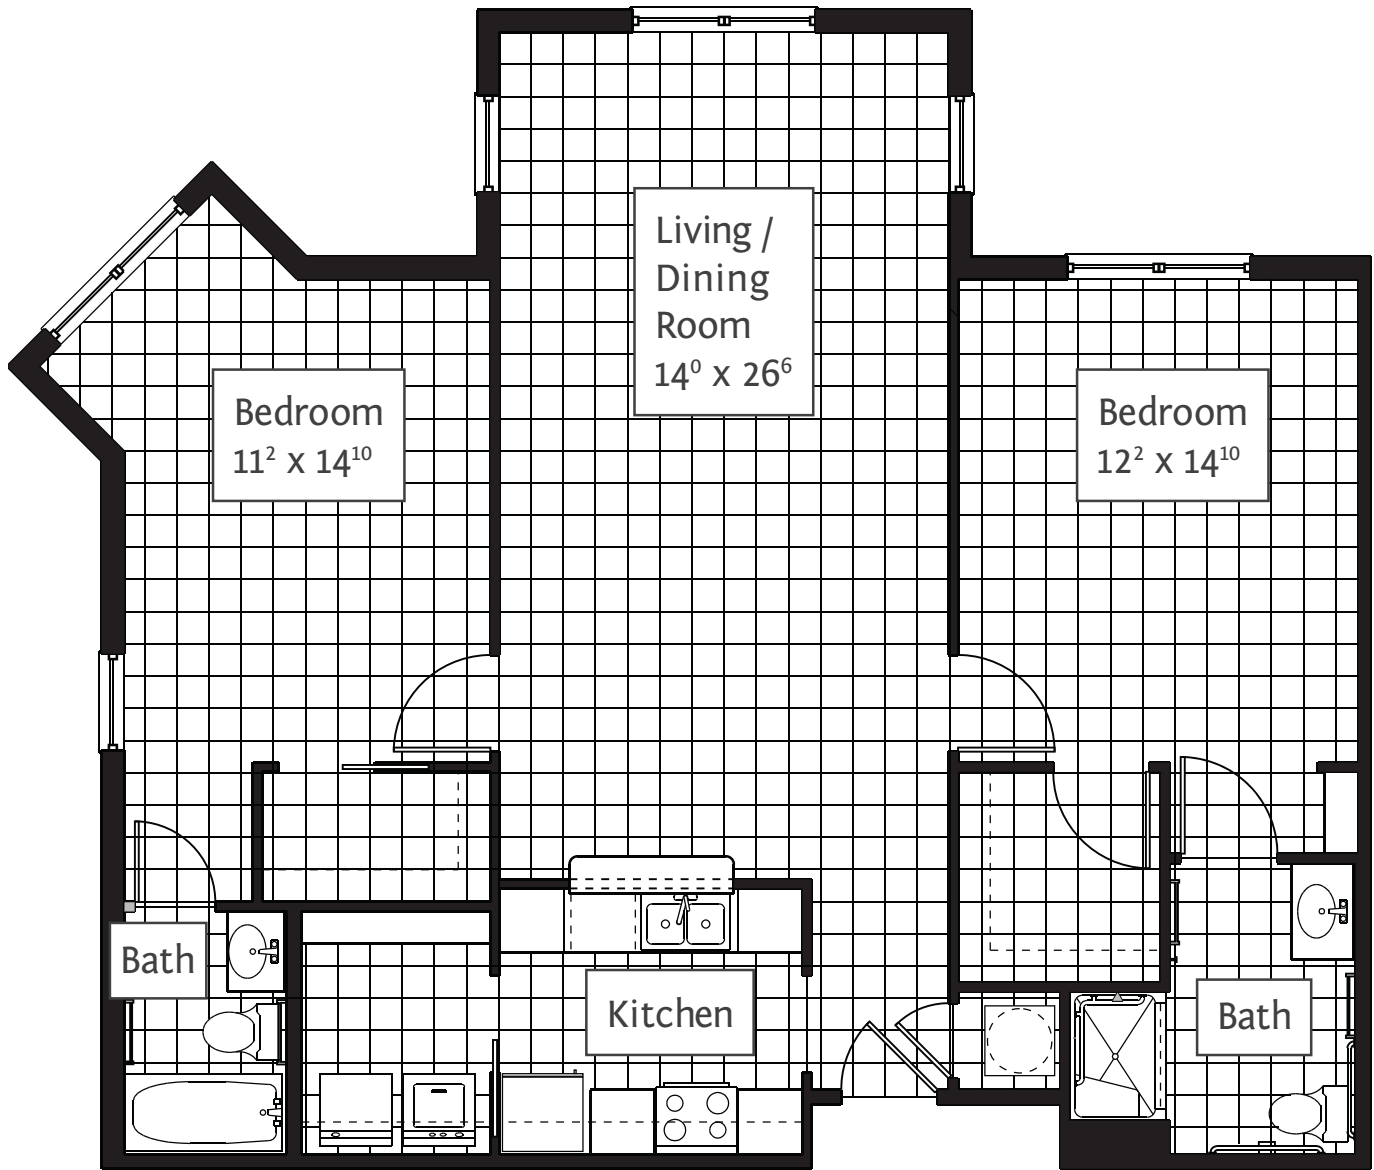 Living /
Dining
Room
14⁰ x 26⁶
Bedroom
11² x 14¹⁰
Bedroom
12² x 14¹⁰
Bath
Kitchen
Bath